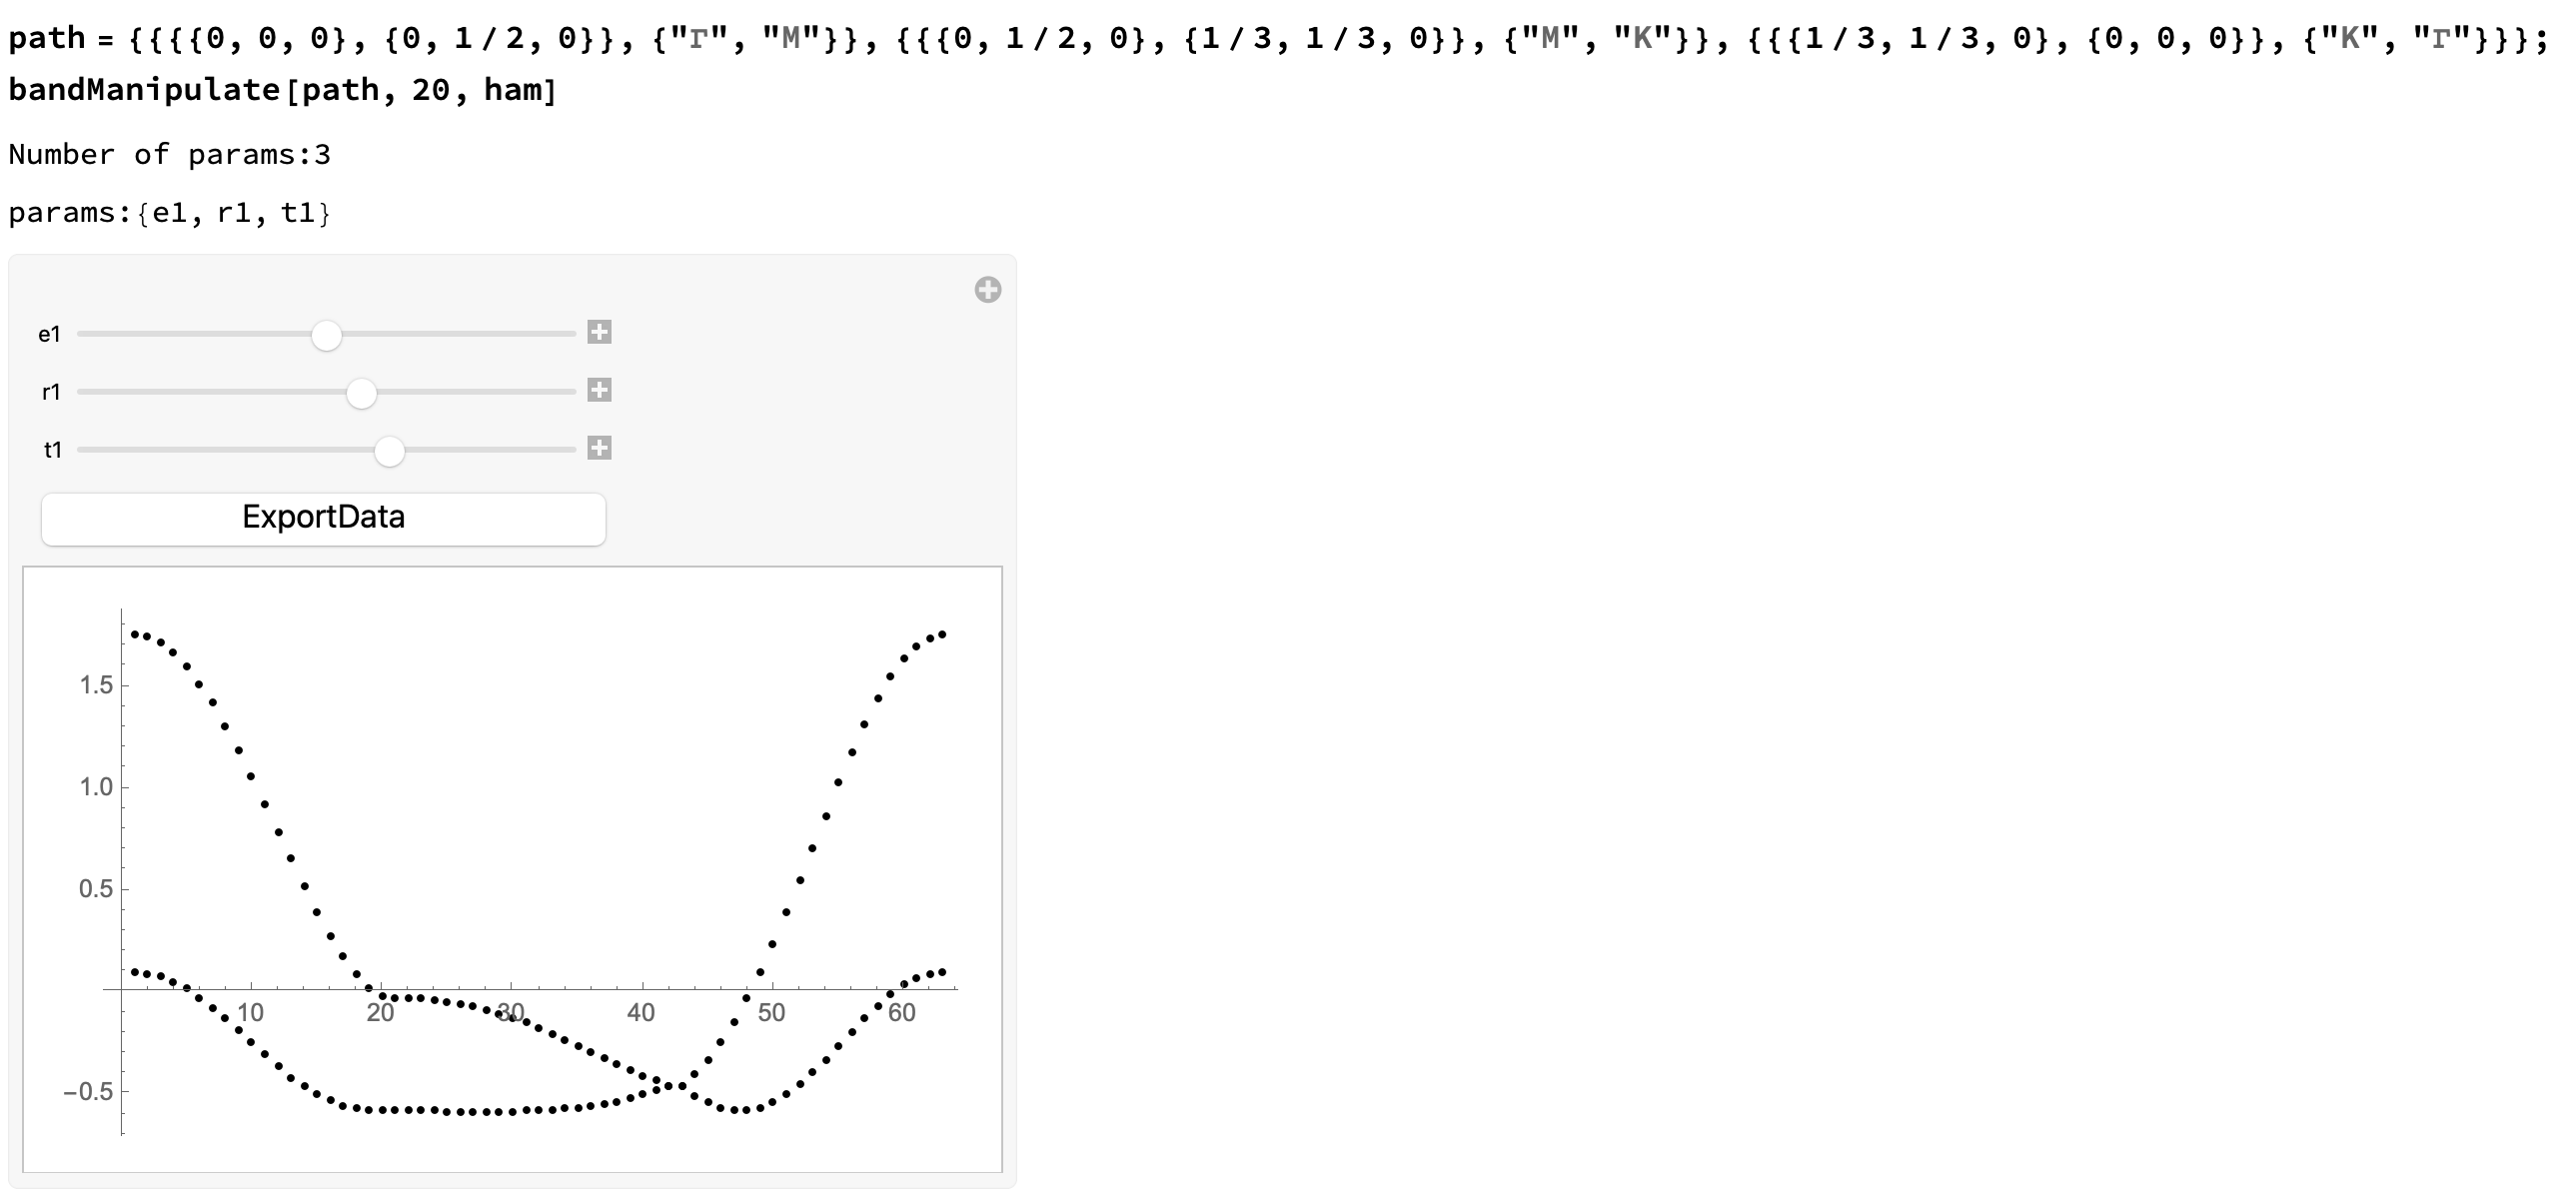 path = {{{{0, 0, 0}, {0, 1/2, 0}}, {"Γ", "M"}}, {{{0, 1/2, 0}, {1/3, 1/3, 0}}, {"M", "K"}}, {{{1/3, 1/3, 0}, {0, 0, 0}}, {"K", "Γ"}}};
bandManipulate[path, 20, ham]
Number of params:3
params:{e1, r1, t1}
e1
r1
t1
ExportData
1.5
1.0
0.5
10 20 30 40 50 60
−0.5